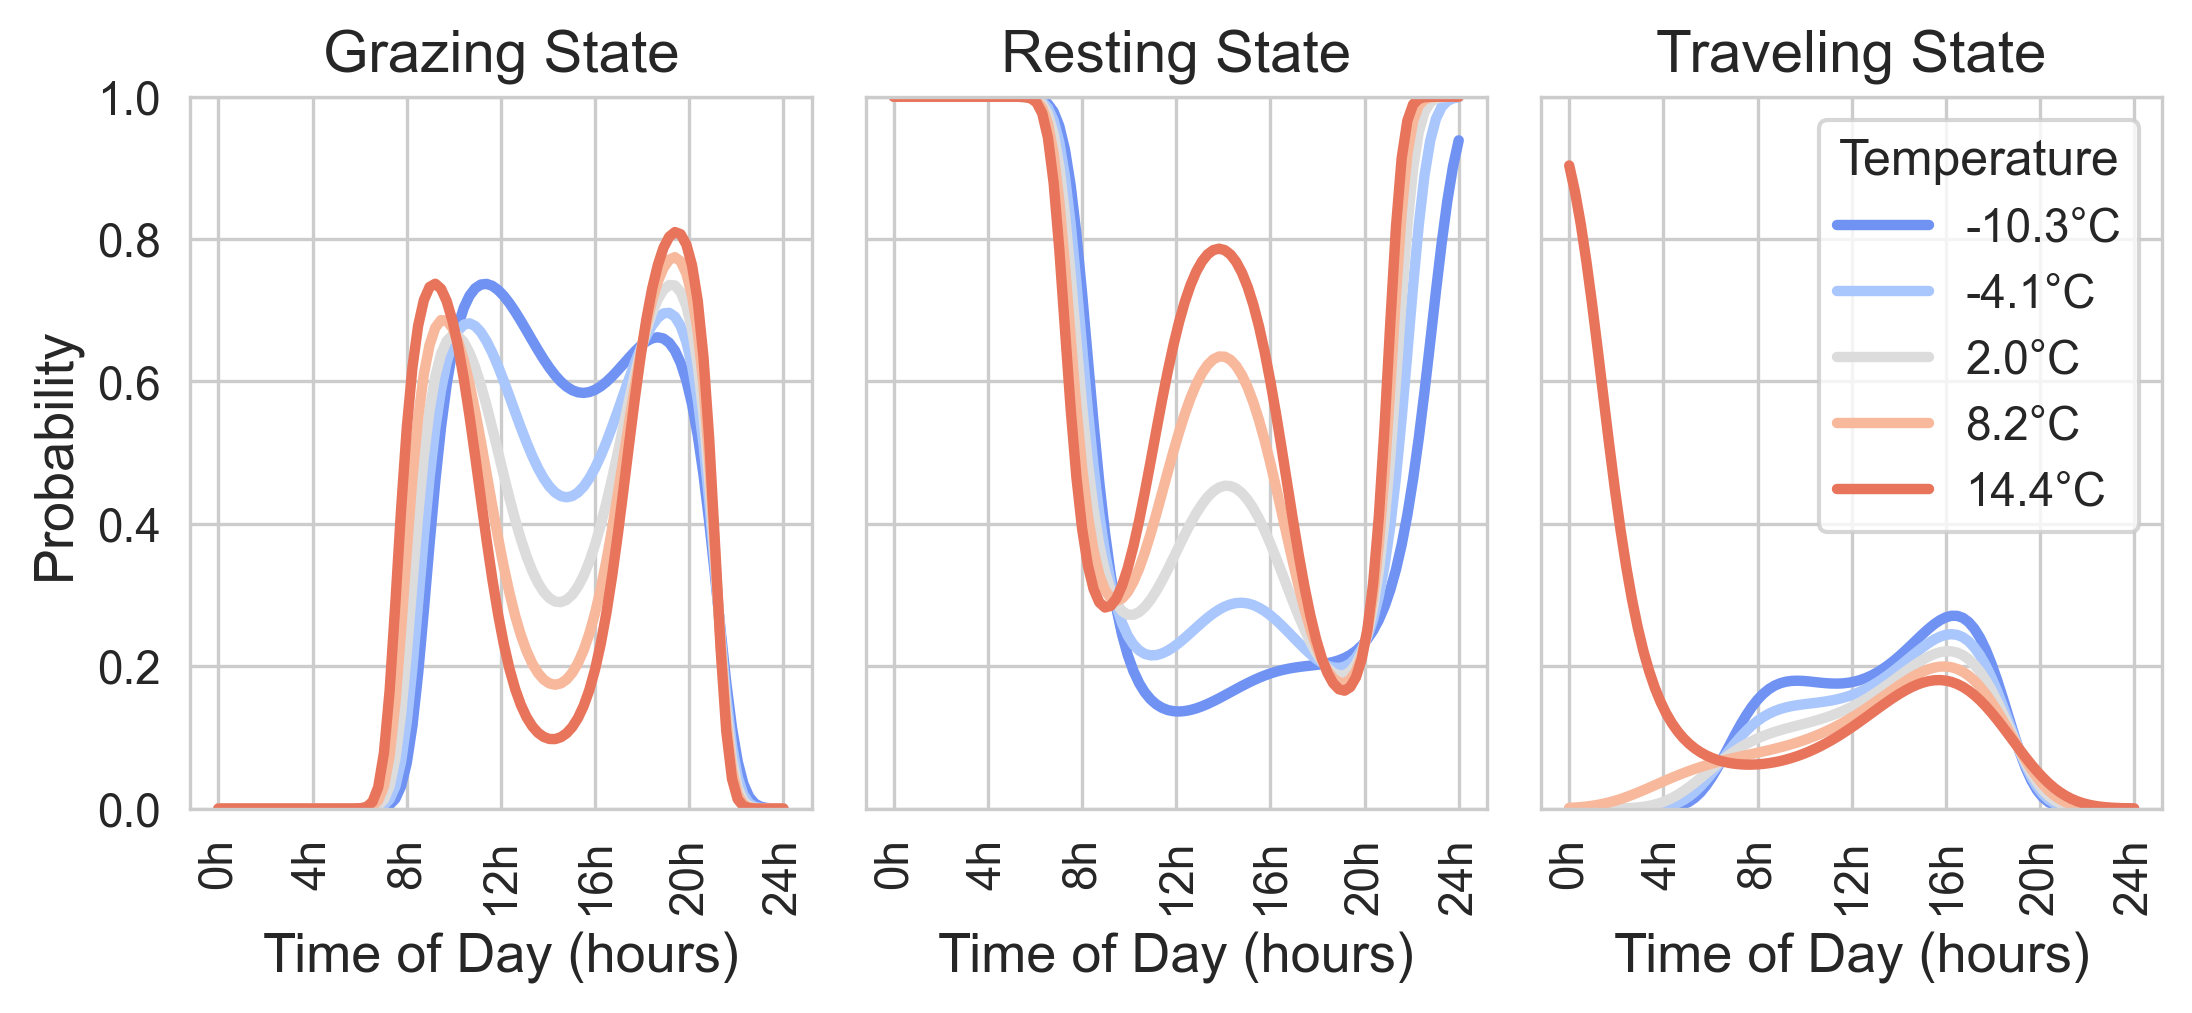 Grazing State
Resting State
Traveling State
Probability
1.0
0.8
0.6
0.4
0.2
0.0
0h 4h 8h 12h 16h 20h 24h
0h 4h 8h 12h 16h 20h 24h
0h 4h 8h 12h 16h 20h 24h
Time of Day (hours)
Time of Day (hours)
Time of Day (hours)
Temperature
-10.3°C
-4.1°C
2.0°C
8.2°C
14.4°C